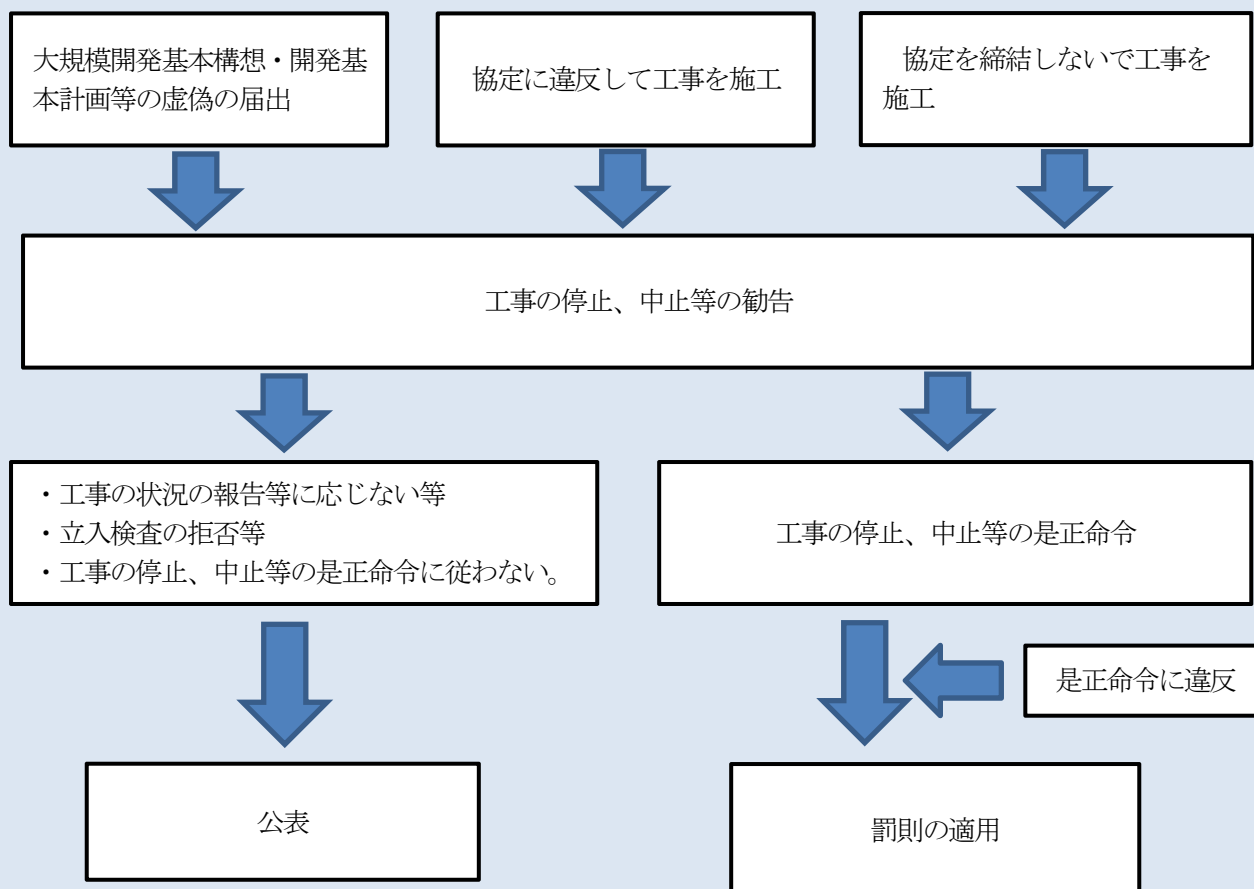 大規模開発基本構想・開発基
本計画等の虚偽の届出
協定に違反して工事を施工
協定を締結しないで工事を
施工
工事の停止、中止等の勧告
・工事の状況の報告等に応じない等
・立入検査の拒否等
・工事の停止、中止等の是正命令に従わない。
工事の停止、中止等の是正命令
是正命令に違反
公表
罰則の適用